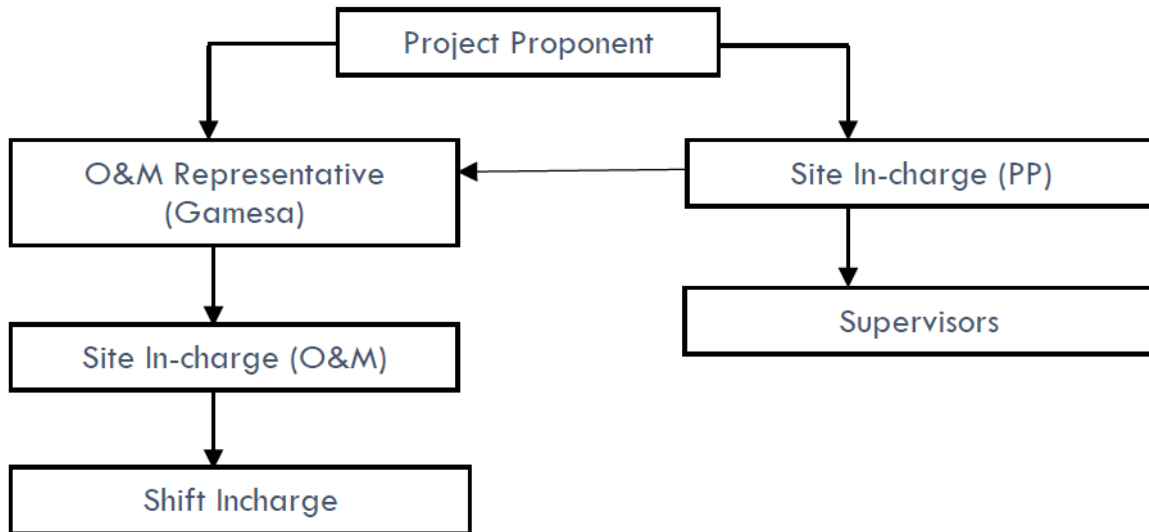 Project Proponent
O&M Representative
(Gamesa)
Site In-charge (PP)
Site In-charge (O&M)
Supervisors
Shift Incharge